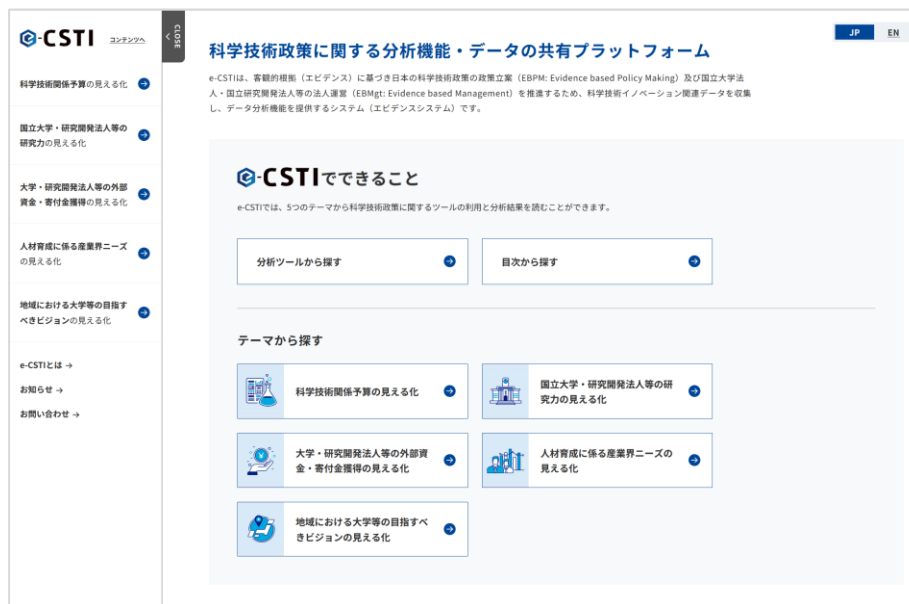 e-CSTI コンテンツへ
科学技術関係予算の見える化
国立大学・研究開発法人等の
研究力の見える化
大学・研究開発法人等の外部
資金・寄付金獲得の見える化
人材育成に係る産業界ニーズ
の見える化
地域における大学等の目指す
べきビジョンの見える化
e-CSTIとは →
お知らせ →
お問い合わせ →
CLOSE
JP EN
科学技術政策に関する分析機能・データの共有プラットフォーム
e-CSTIは、客観的根拠（エビデンス）に基づき日本の科学技術政策の政策立案（EBPM: Evidence based Policy Making）及び国立大学法
人・国立研究開発法人等の法人運営（EBMgt: Evidence based Management）を推進するため、科学技術イノベーション関連データを収集
し、データ分析機能を提供するシステム（エビデンスシステム）です。
e-CSTIでできること
e-CSTIでは、5つのテーマから科学技術政策に関するツールの利用と分析結果を読むことができます。
分析ツールから探す
目次から探す
テーマから探す
科学技術関係予算の見える化
国立大学・研究開発法人等の研
究力の見える化
大学・研究開発法人等の外部資
金・寄付金獲得の見える化
人材育成に係る産業界ニーズの
見える化
地域における大学等の目指すべ
きビジョンの見える化